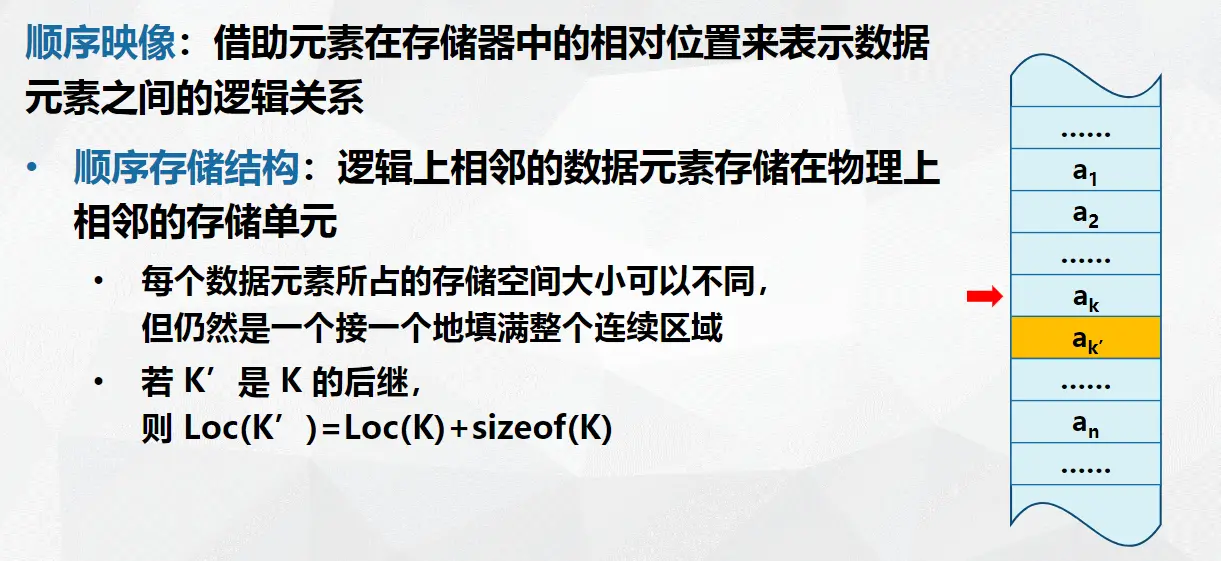 顺序映像：借助元素在存储器中的相对位置来表示数据
元素之间的逻辑关系
• 顺序存储结构：逻辑上相邻的数据元素存储在物理上
相邻的存储单元
• 每个数据元素所占的存储空间大小可以不同，
但仍然是一个接一个地填满整个连续区域
• 若 K′是 K 的后继，
则 Loc(K′)=Loc(K)+sizeof(K)
......
a₁
a₂
......
aₖ
aₖ′
......
aₙ
......